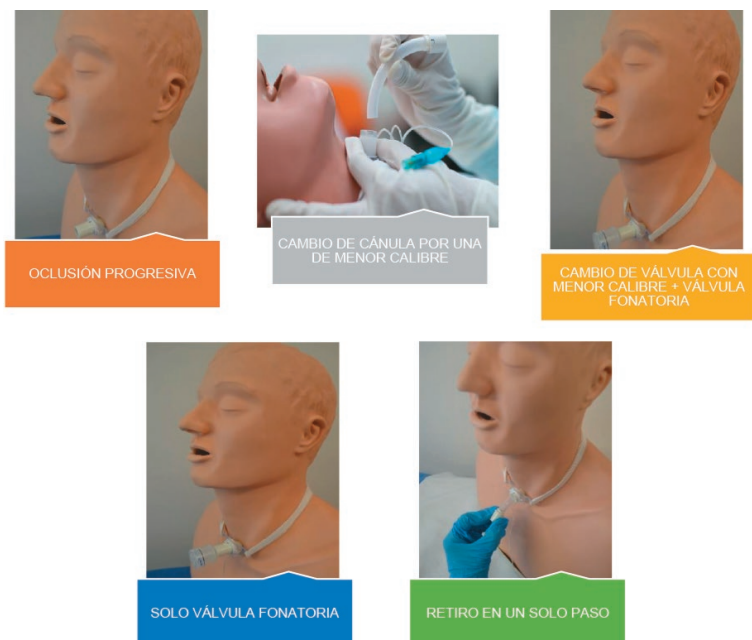 OCLUSIÓN PROGRESIVA
CAMBIO DE CÁNULA POR UNA
DE MENOR CALIBRE
CAMBIO DE VÁLVULA CON
MENOR CALIBRE + VÁLVULA
FONATORIA
SOLO VÁLVULA FONATORIA
RETIRO EN UN SOLO PASO